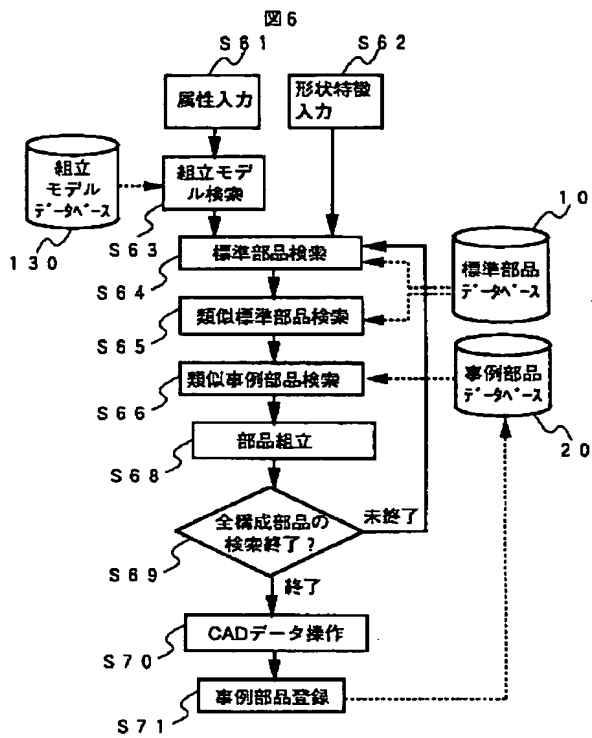 図6
S61
S62
属性入力
形状特徴
入力
組立
モデル
データベース
130
組立モデ
ル検索
S63
10
標準部品
データベース
標準部品検索
S64
類似標準部品検索
S65
事例部品
データベース
20
類似事例部品検索
S66
部品組立
S68
全構成部品の
検索終了？
未終了
S69
終了
CADデータ操作
S70
事例部品登録
S71